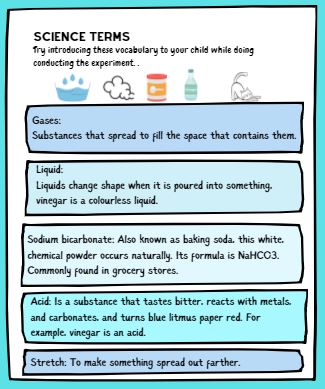 SCIENCE TERMS
Try introducing these vocabulary to your child while doing
conducting the experiment. .
Gases:
Substances that spread to fill the space that contains them.
Liquid:
Liquids change shape when it is poured into something,
vinegar is a colourless liquid.
Sodium bicarbonate: Also known as baking soda, this white,
chemical powder occurs naturally. Its formula is NaHCO3.
Commonly found in grocery stores.
Acid: Is a substance that tastes bitter, reacts with metals,
and carbonates, and turns blue litmus paper red. For
example, vinegar is an acid.
Stretch: To make something spread out farther.